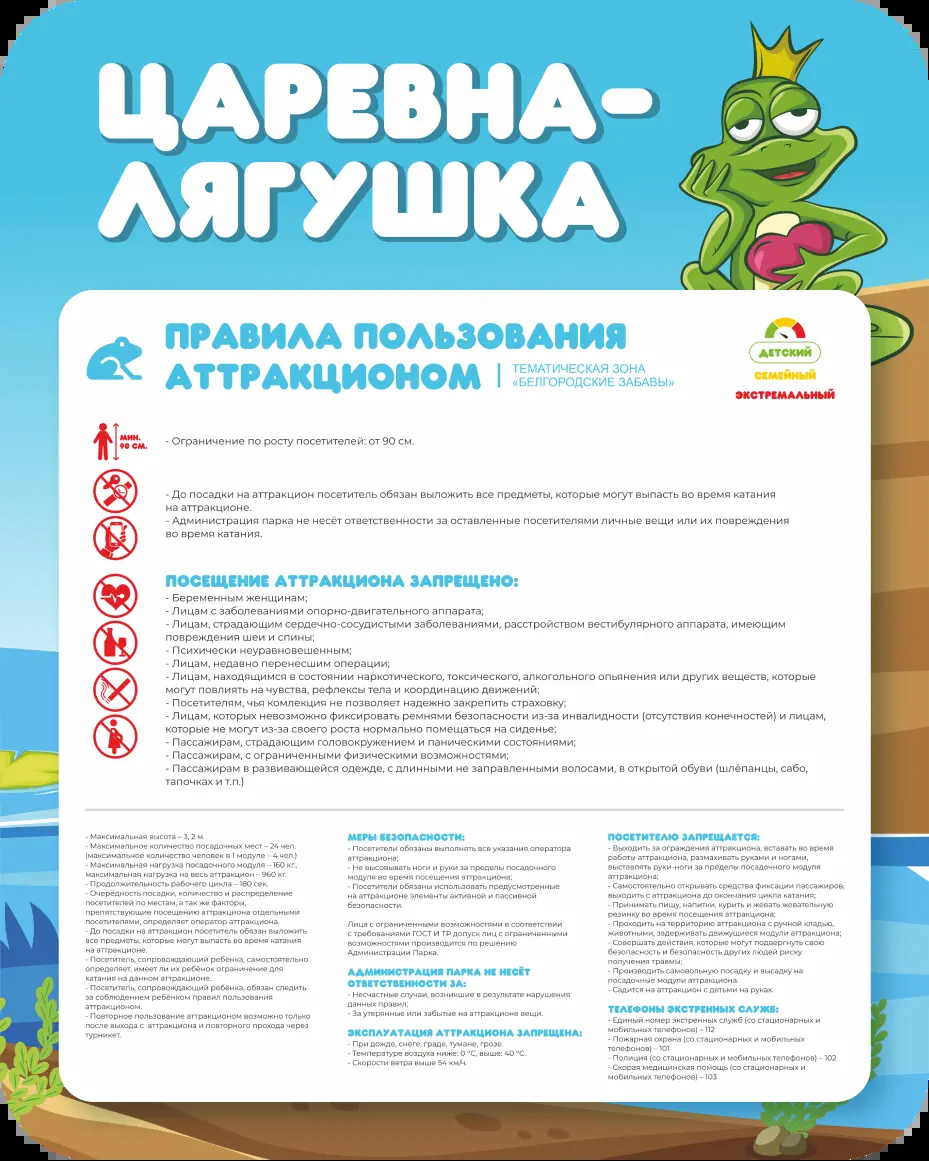 ЦАРЕВНА-
ЛЯГУШКА
ПРАВИЛА ПОЛЬЗОВАНИЯ
АТТРАКЦИОНОМ
ТЕМАТИЧЕСКАЯ ЗОНА
«БЕЛГОРОДСКИЕ ЗАБАВЫ»
ДЕТСКИЙ
СЕМЕЙНЫЙ
ЭКСТРЕМАЛЬНЫЙ
МИН.
90 СМ.
- Ограничение по росту посетителей: от 90 см.
- До посадки на аттракцион посетитель обязан выложить все предметы, которые могут выпасть во время катания
на аттракционе.
- Администрация парка не несёт ответственности за оставленные посетителями личные вещи или их повреждения
во время катания.
ПОСЕЩЕНИЕ АТТРАКЦИОНА ЗАПРЕЩЕНО:
- Беременным женщинам;
- Лицам с заболеваниями опорно-двигательного аппарата;
- Лицам, страдающим сердечно-сосудистыми заболеваниями, расстройством вестибулярного аппарата, имеющим
повреждения шеи и спины;
- Психически неуравновешенным;
- Лицам, недавно перенесшим операции;
- Лицам, находящимся в состоянии наркотического, токсического, алкогольного опьянения или других веществ, которые
могут повлиять на чувства, рефлексы тела и координацию движений;
- Посетителям, чья комлекция не позволяет надежно закрепить страховку;
- Лицам, которых невозможно фиксировать ремнями безопасности из-за инвалидности (отсутствия конечностей) и лицам,
которые не могут из-за своего роста нормально помещаться на сиденье;
- Пассажирам, страдающим головокружением и паническими состояниями;
- Пассажирам, с ограниченными физическими возможностями;
- Пассажирам в развивающейся одежде, с длинными не заправленными волосами, в открытой обуви (шлёпанцы, сабо,
тапочках и т.п.)
- Максимальная высота – 3, 2 м.
- Максимальное количество посадочных мест – 24 чел.
(максимальное количество человек в 1 модуле – 4 чел.)
- Максимальная нагрузка посадочного модуля – 160 кг.,
максимальная нагрузка на весь аттракцион – 960 кг.
- Продолжительность рабочего цикла – 180 сек.
- Очерёдность посадки, количество и распределение
посетителей по местам, а так же факторы,
препятствующие посещению аттракциона отдельными
посетителями, определяет оператор аттракциона.
- До посадки на аттракцион посетитель обязан выложить
все предметы, которые могут выпасть во время катания
на аттракционе.
- Посетитель, сопровождающий ребёнка, самостоятельно
определяет, имеет ли их ребёнок ограничение для
катания на данном аттракционе.
- Посетитель, сопровождающий ребёнка, обязан следить
за соблюдением ребёнком правил пользования
аттракционом.
- Повторное пользование аттракционом возможно только
после выхода с аттракциона и повторного прохода через
турникет.
МЕРЫ БЕЗОПАСНОСТИ:
- Посетители обязаны выполнять все указания оператора
аттракциона;
- Не высовывать ноги и руки за пределы посадочного
модуля во время посещения аттракциона;
- Посетители обязаны использовать предусмотренные
на аттракционе элементы активной и пассивной
безопасности.
Лица с ограниченными возможностями в соответствии
с требованиями ГОСТ И ТР допуск лиц с ограниченными
возможностями производится по решению
Администрации Парка.
АДМИНИСТРАЦИЯ ПАРКА НЕ НЕСЁТ
ОТВЕТСТВЕННОСТИ ЗА:
- Несчастные случаи, возникшие в результате нарушения
данных правил;
- За утерянные или забытые на аттракционе вещи.
ЭКСПЛУАТАЦИЯ АТТРАКЦИОНА ЗАПРЕЩЕНА:
- При дожде, снеге, граде, тумане, грозе.
- Температуре воздуха ниже: 0 °C, выше: 40 °C.
- Скорости ветра выше 54 км/ч.
ПОСЕТИТЕЛЮ ЗАПРЕЩАЕТСЯ:
- Выходить за ограждения аттракциона, вставать во время
работы аттракциона, размахивать руками и ногами,
выставлять руки-ноги за пределы посадочного модуля
аттракциона;
- Самостоятельно открывать средства фиксации пассажиров,
выходить с аттракциона до окончания цикла катания;
- Принимать пищу, напитки, курить и жевать жевательную
резинку во время посещения аттракциона;
- Проходить на территорию аттракциона с ручной кладью,
животными, задерживать движущиеся модули аттракциона;
- Совершать действия, которые могут подвергнуть свою
безопасность и безопасность других людей риску
получения травмы;
- Производить самовольную посадку и высадку на
посадочные модули аттракциона.
- Садится на аттракцион с детьми на руках.
ТЕЛЕФОНЫ ЭКСТРЕННЫХ СЛУЖБ:
- Единый номер экстренных служб (со стационарных и
мобильных телефонов) – 112
- Пожарная охрана (со стационарных и мобильных
телефонов) – 101
- Полиция (со стационарных и мобильных телефонов) – 102
- Скорая медицинская помощь (со стационарных и
мобильных телефонов) – 103